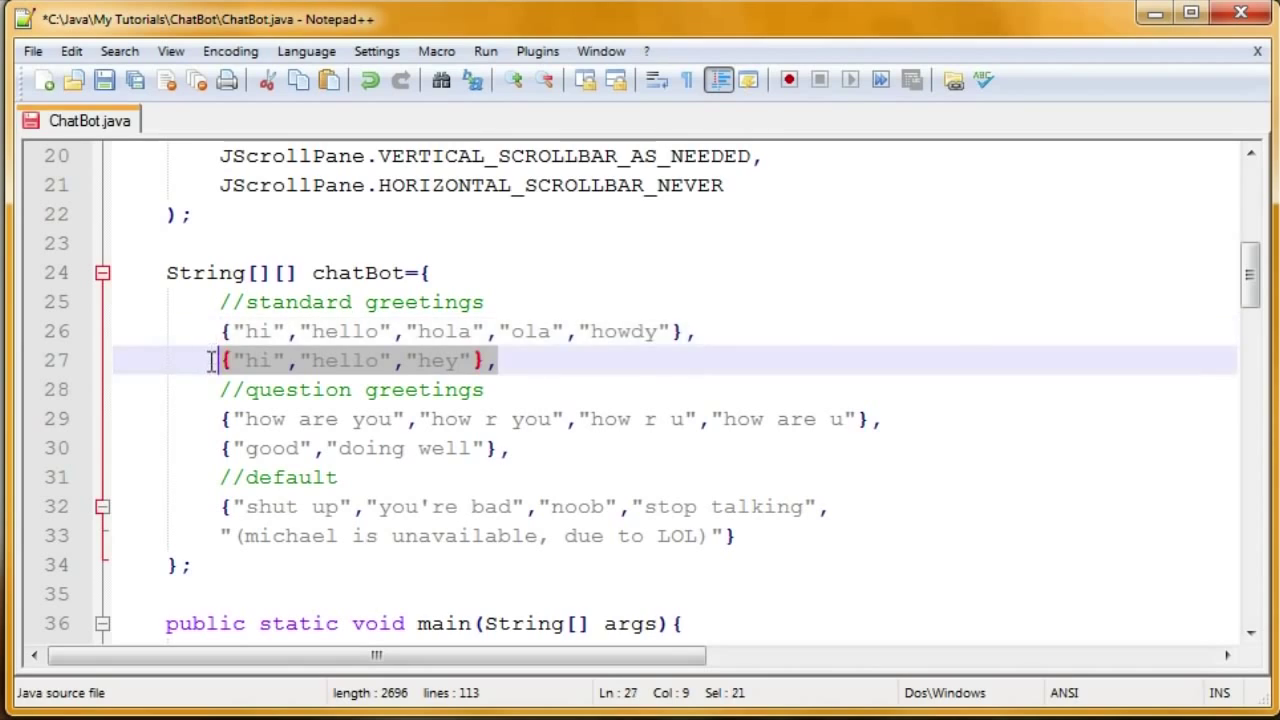 *C:\Java\My Tutorials\ChatBot\ChatBot.java - Notepad++
File Edit Search View Encoding Language Settings Macro Run Plugins Window ? X
ABC
ChatBot.java
20 JScrollPane.VERTICAL_SCROLLBAR_AS_NEEDED,
21 JScrollPane.HORIZONTAL_SCROLLBAR_NEVER
22 );
23
24 String[][] chatBot={
25 //standard greetings
26 {"hi","hello","hola","ola","howdy"},
27 {"hi","hello","hey"},
28 //question greetings
29 {"how are you","how r you","how r u","how are u"},
30 {"good","doing well"},
31 //default
32 {"shut up","you're bad","noob","stop talking",
33 "(michael is unavailable, due to LOL)"}
34 };
35
36 public static void main(String[] args){
Java source file length : 2696 lines : 113 Ln : 27 Col : 9 Sel : 21 Dos\Windows ANSI INS